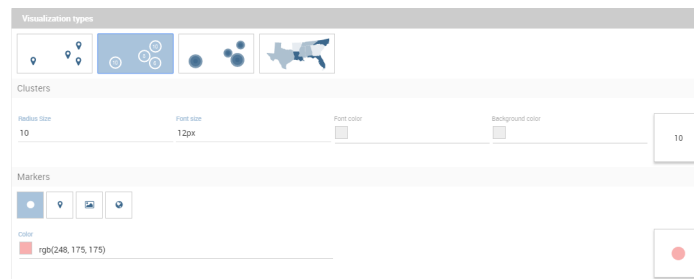 Visualization types
Clusters
Radius Size
Font size
Font color
Background color
10
12px
10
Markers
Color
rgb(248, 175, 175)